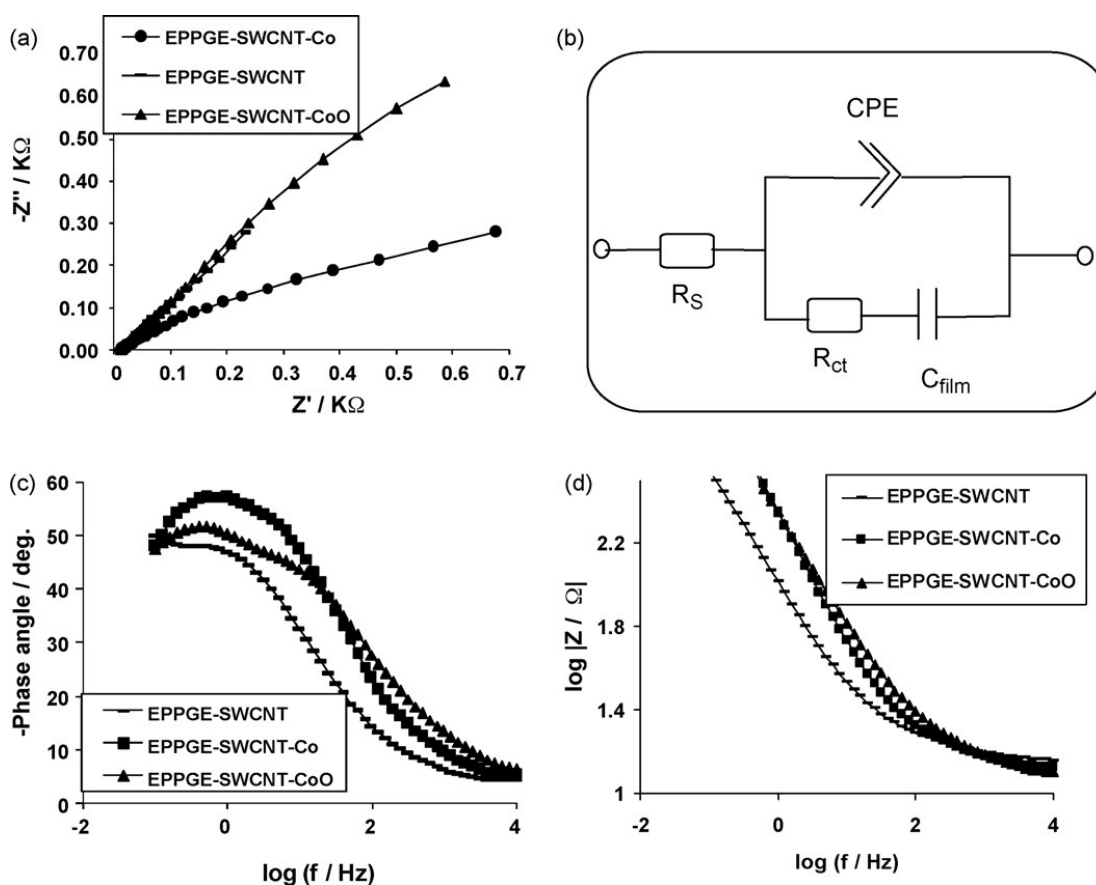 (a)
EPPGE-SWCNT-Co
EPPGE-SWCNT
EPPGE-SWCNT-CoO
0.70
0.60
0.50
0.40
0.30
0.20
0.10
0.00
-Z'' / KΩ
0 0.1 0.2 0.3 0.4 0.5 0.6 0.7
Z' / KΩ
(b)
CPE
R_S
R_ct
C_film
(c)
60
50
40
30
20
10
0
-Phase angle / deg.
EPPGE-SWCNT
EPPGE-SWCNT-Co
EPPGE-SWCNT-CoO
-2 0 2 4
log (f / Hz)
(d)
EPPGE-SWCNT
EPPGE-SWCNT-Co
EPPGE-SWCNT-CoO
2.2
1.8
1.4
1
log |Z / Ω|
-2 0 2 4
log (f / Hz)